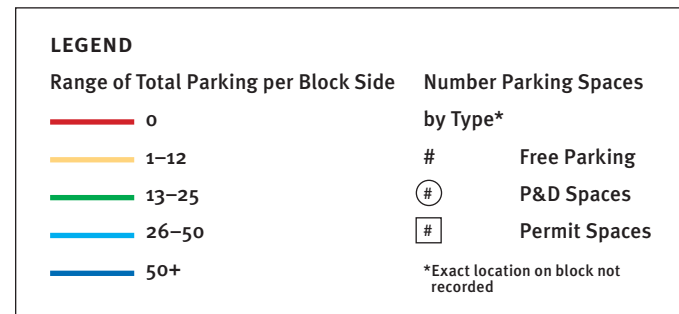 LEGEND
Range of Total Parking per Block Side
0
1–12
13–25
26–50
50+
Number Parking Spaces
by Type*
# Free Parking
# P&D Spaces
# Permit Spaces
*Exact location on block not
recorded